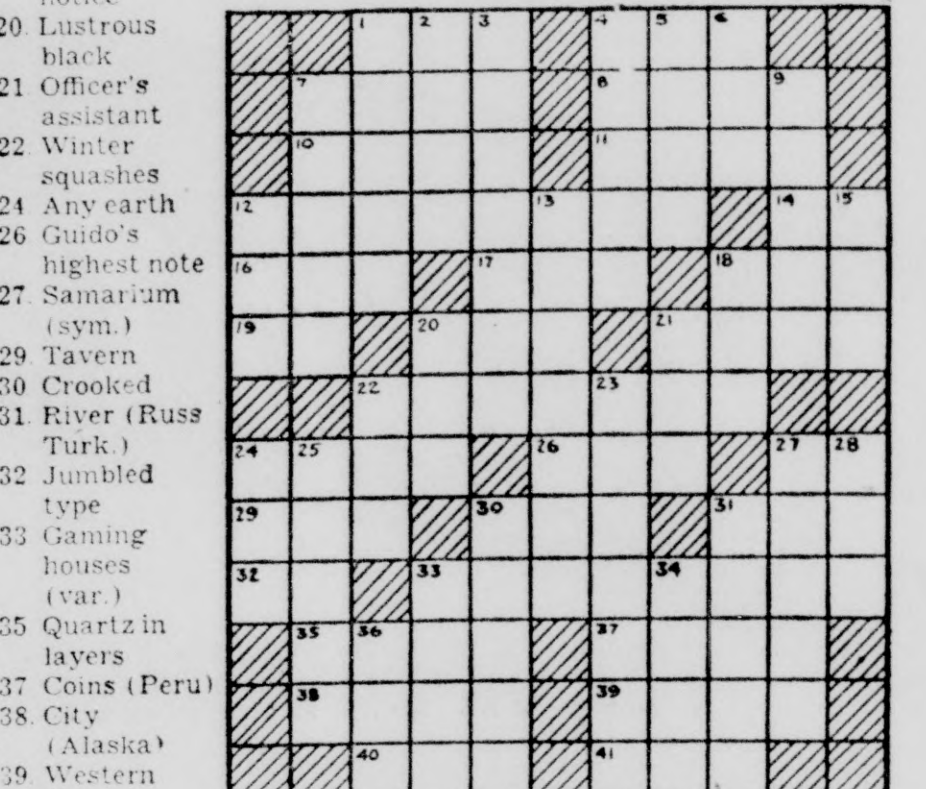 notice
20. Lustrous
black
21 Officer's
assistant
22. Winter
squashes
24 Any earth
26 Guido's
highest note
27. Samarium
(sym.)
29. Tavern
30 Crooked
31. River (Russ
Turk.)
32 Jumbled
type
33 Gaming
houses
(var.)
35 Quartz in
layers
37 Coins (Peru)
38. City
(Alaska)
39. Western
1 2 3 4 5 6
7 8 9
10 11
12 13 14 15
16 17 18
19 20 21
22 23
24 25 26 27 28
29 30 31
32 33 34
35 36 37
38 39
40 41